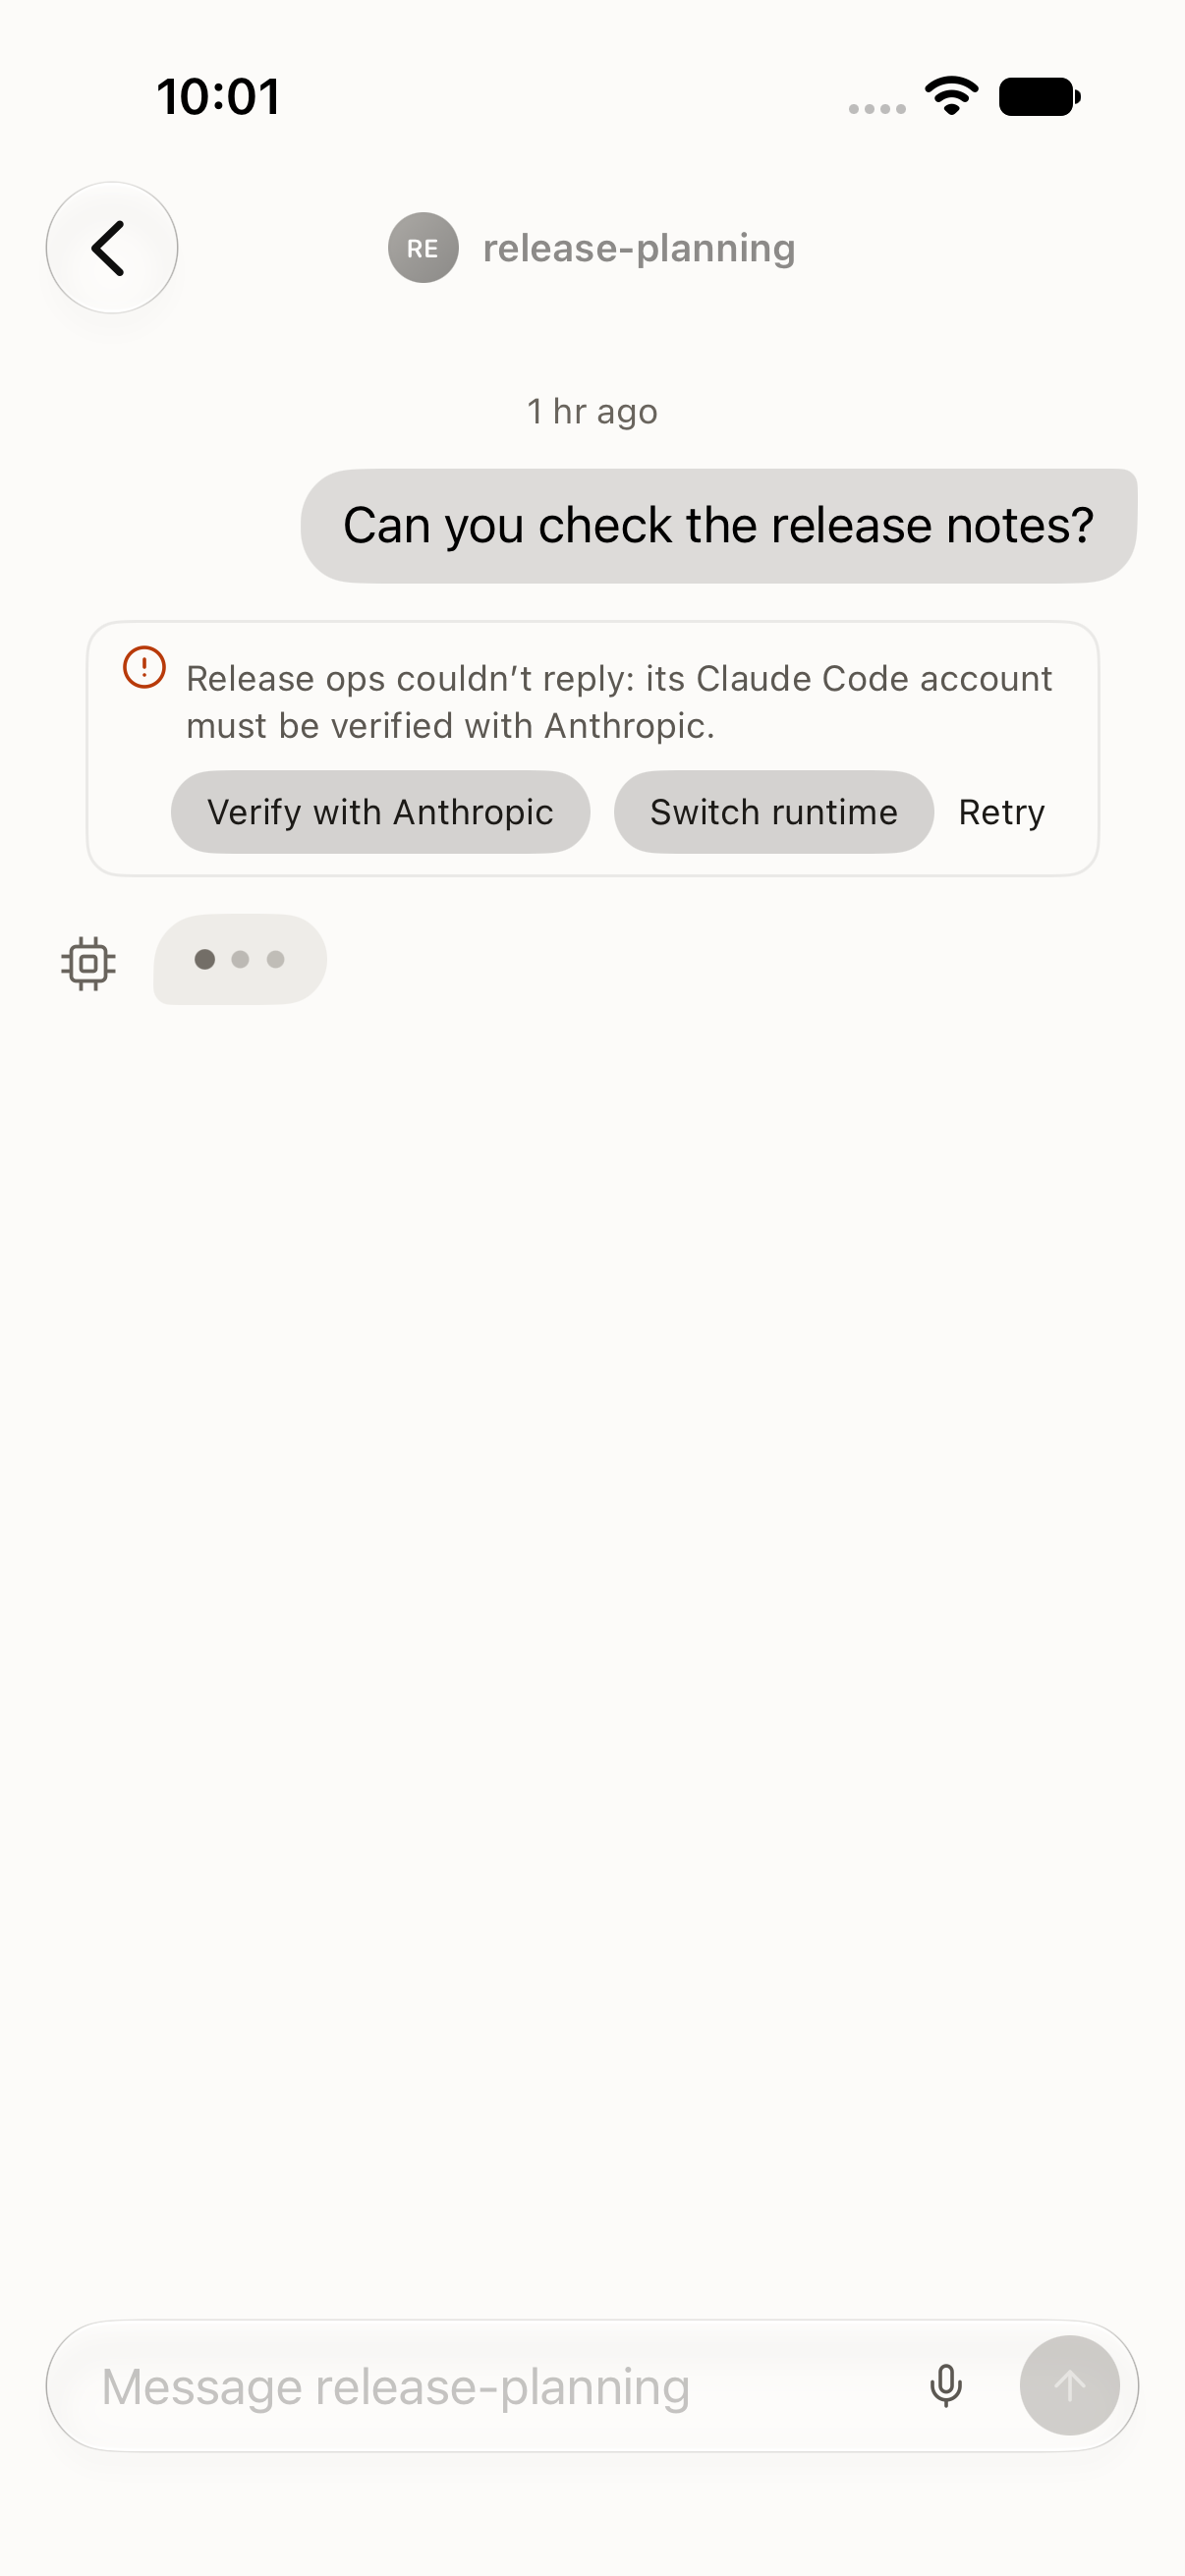 10:01
RE release-planning
1 hr ago
Can you check the release notes?
Release ops couldn’t reply: its Claude Code account
must be verified with Anthropic.
Verify with Anthropic Switch runtime Retry
Message release-planning